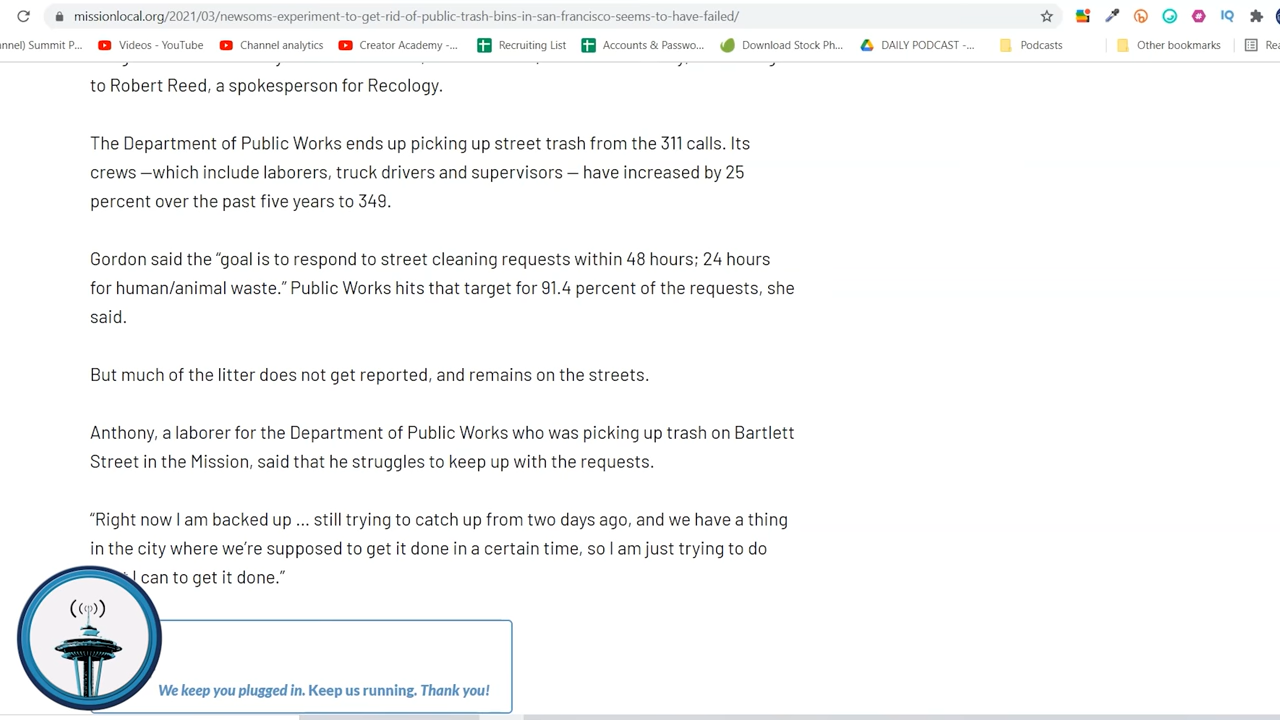 missionlocal.org/2021/03/newsoms-experiment-to-get-rid-of-public-trash-bins-in-san-francisco-seems-to-have-failed/
IQ
nnel) Summit P... Videos - YouTube Channel analytics Creator Academy -... Recruiting List Accounts & Passwo... Download Stock Ph... DAILY PODCAST -... Podcasts Other bookmarks Rea
to Robert Reed, a spokesperson for Recology.
The Department of Public Works ends up picking up street trash from the 311 calls. Its
crews —which include laborers, truck drivers and supervisors — have increased by 25
percent over the past five years to 349.
Gordon said the “goal is to respond to street cleaning requests within 48 hours; 24 hours
for human/animal waste.” Public Works hits that target for 91.4 percent of the requests, she
said.
But much of the litter does not get reported, and remains on the streets.
Anthony, a laborer for the Department of Public Works who was picking up trash on Bartlett
Street in the Mission, said that he struggles to keep up with the requests.
“Right now I am backed up ... still trying to catch up from two days ago, and we have a thing
in the city where we’re supposed to get it done in a certain time, so I am just trying to do
I can to get it done.”
We keep you plugged in. Keep us running. Thank you!